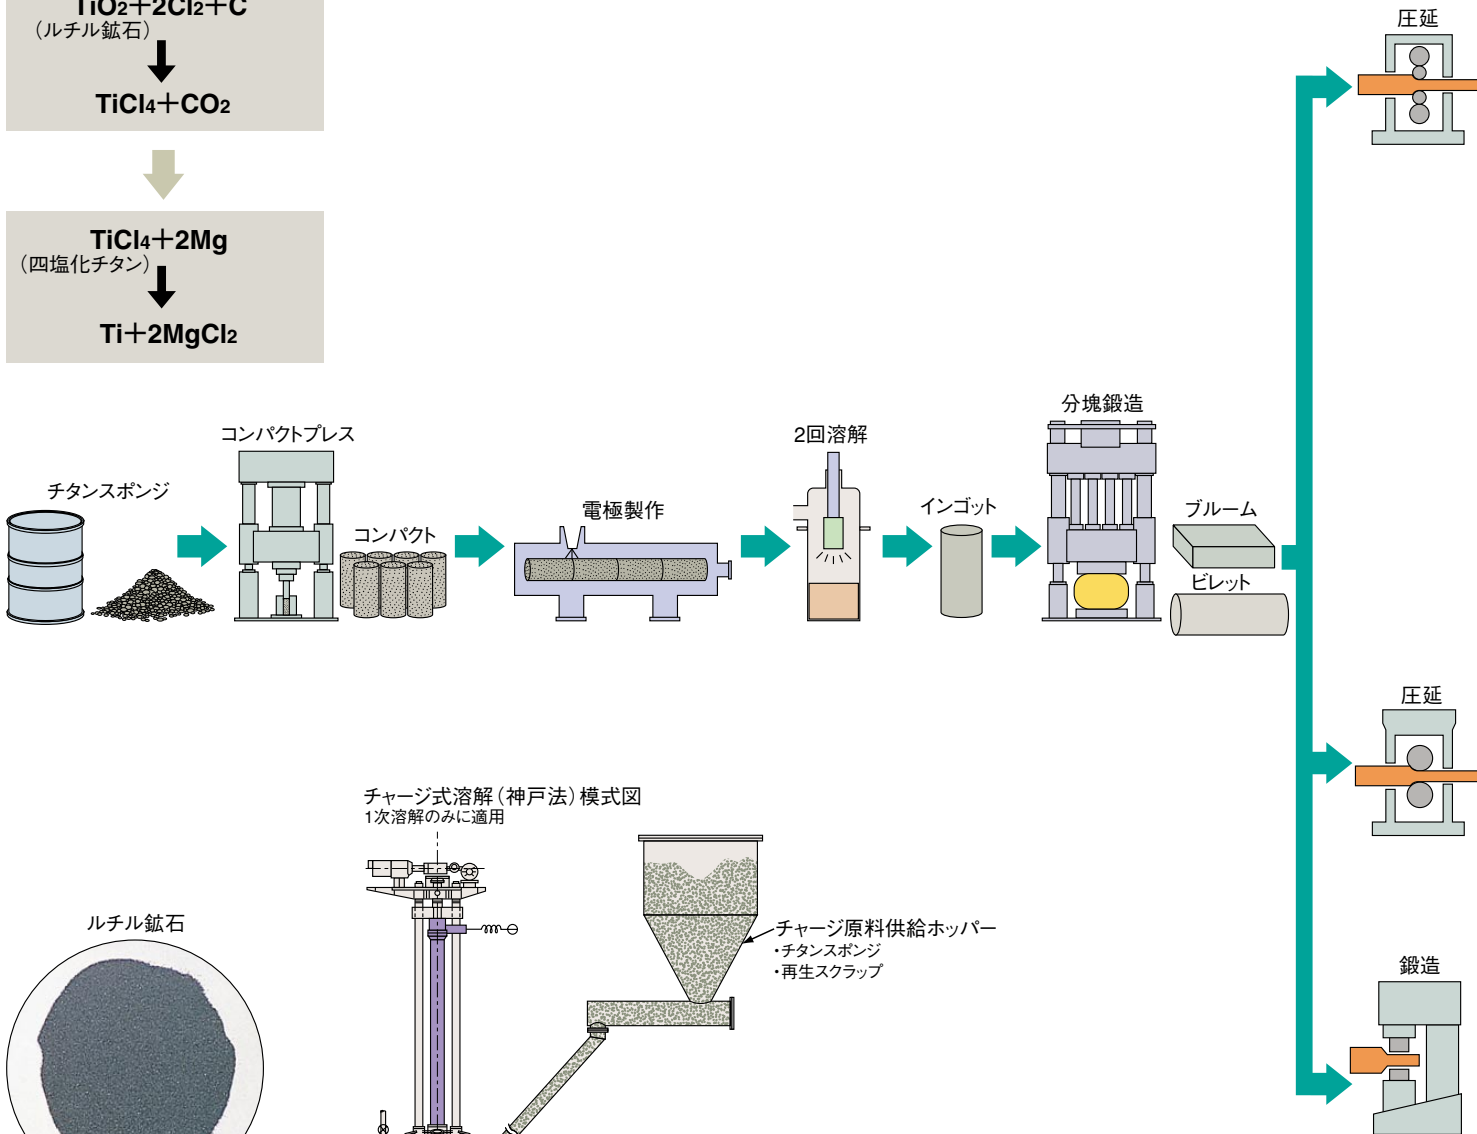 TiO2+2Cl2+C
（ルチル鉱石）
TiCl4+CO2
TiCl4+2Mg
（四塩化チタン）
Ti+2MgCl2
チタンスポンジ
コンパクトプレス
コンパクト
電極製作
2回溶解
インゴット
分塊鍛造
ブルーム
ビレット
圧延
圧延
鍛造
チャージ式溶解（神戸法）模式図
1次溶解のみに適用
チャージ原料供給ホッパー
・チタンスポンジ
・再生スクラップ
ルチル鉱石